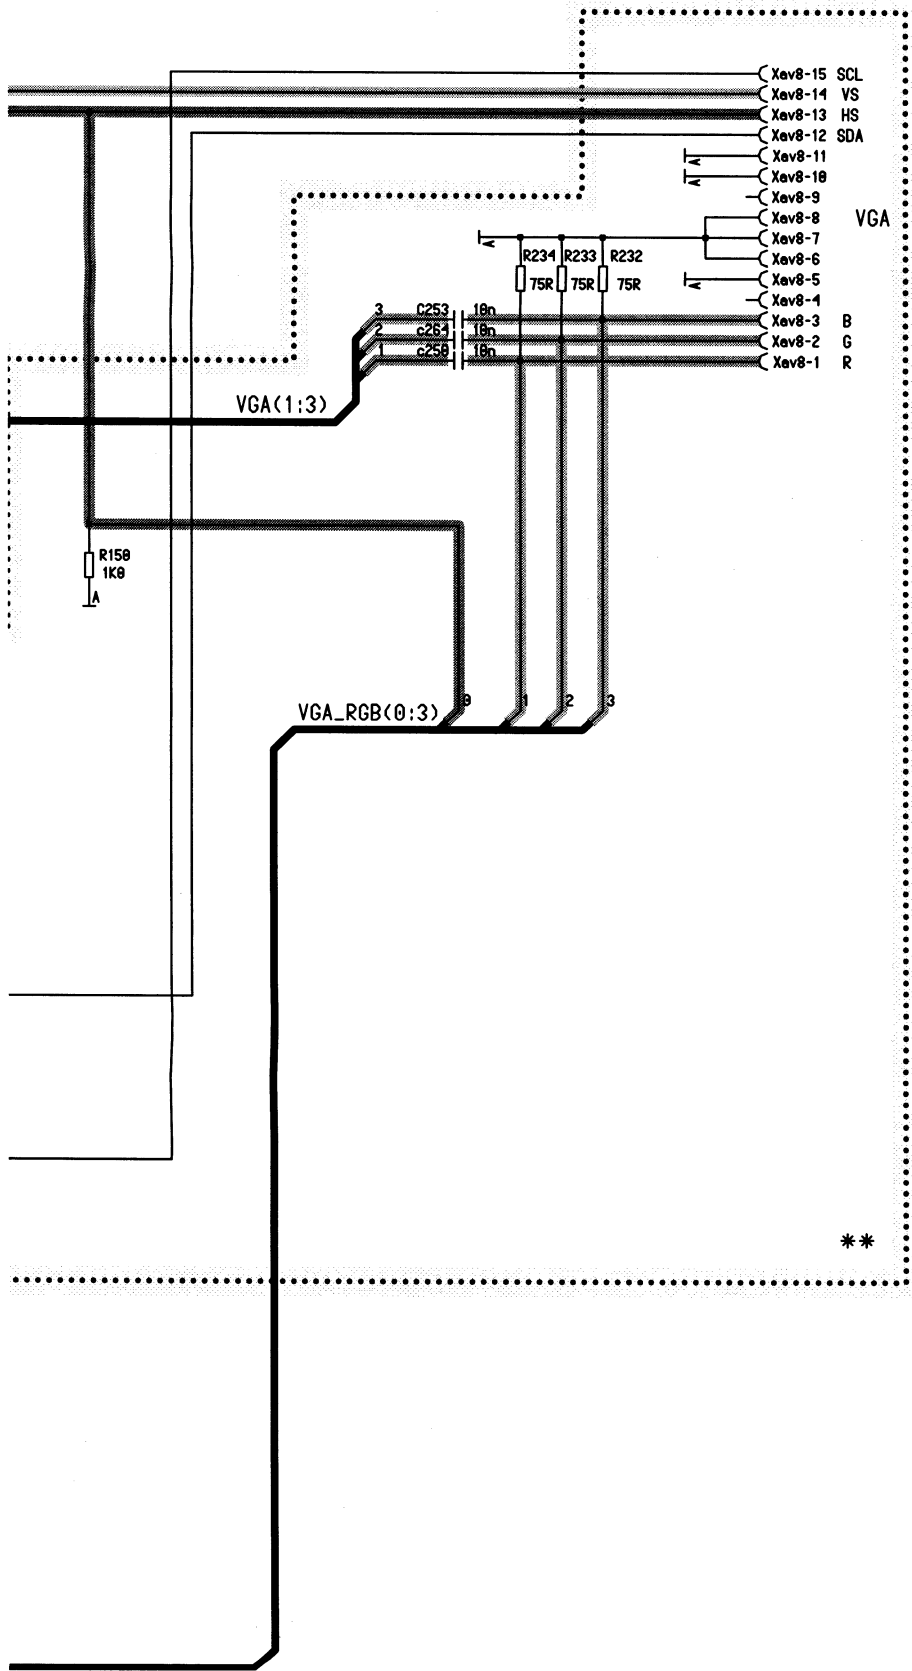 Xav8-15 SCL
Xav8-14 VS
Xav8-13 HS
Xav8-12 SDA
Xav8-11
A
Xav8-10
A
Xav8-9
Xav8-8
VGA
Xav8-7
A
Xav8-6
R234 R233 R232
75R 75R 75R
Xav8-5
A
Xav8-4
3 C253 10n Xav8-3 B
2 c264 10n Xav8-2 G
1 c250 10n Xav8-1 R
VGA(1:3)
R150
1K0
A
0 1 2 3
VGA_RGB(0:3)
**